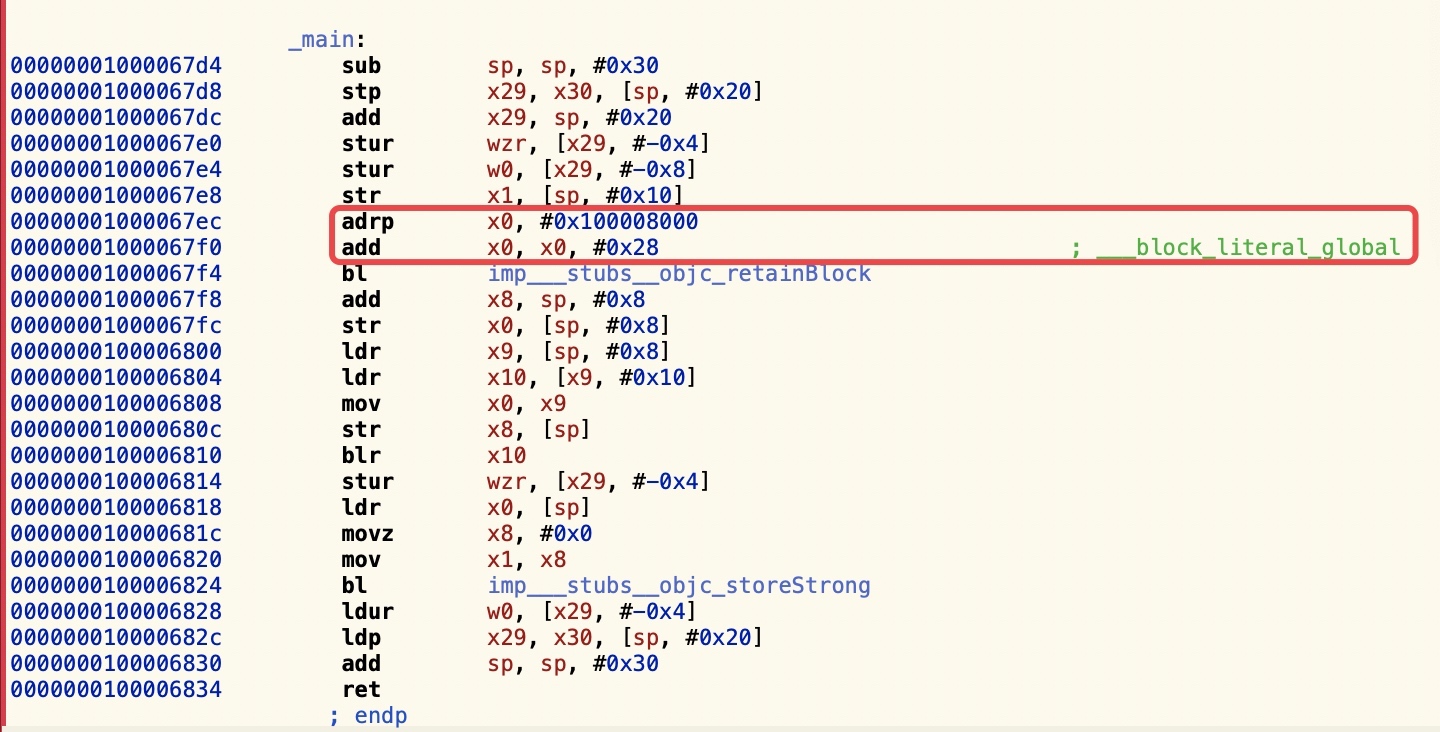 _main:
00000001000067d4 sub sp, sp, #0x30
00000001000067d8 stp x29, x30, [sp, #0x20]
00000001000067dc add x29, sp, #0x20
00000001000067e0 stur wzr, [x29, #-0x4]
00000001000067e4 stur w0, [x29, #-0x8]
00000001000067e8 str x1, [sp, #0x10]
00000001000067ec adrp x0, #0x100008000
00000001000067f0 add x0, x0, #0x28 ; ___block_literal_global
00000001000067f4 bl imp___stubs__objc_retainBlock
00000001000067f8 add x8, sp, #0x8
00000001000067fc str x0, [sp, #0x8]
0000000100006800 ldr x9, [sp, #0x8]
0000000100006804 ldr x10, [x9, #0x10]
0000000100006808 mov x0, x9
000000010000680c str x8, [sp]
0000000100006810 blr x10
0000000100006814 stur wzr, [x29, #-0x4]
0000000100006818 ldr x0, [sp]
000000010000681c movz x8, #0x0
0000000100006820 mov x1, x8
0000000100006824 bl imp___stubs__objc_storeStrong
0000000100006828 ldur w0, [x29, #-0x4]
000000010000682c ldp x29, x30, [sp, #0x20]
0000000100006830 add sp, sp, #0x30
0000000100006834 ret
; endp